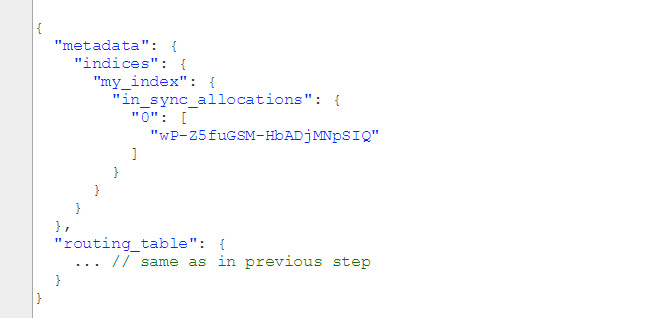 {
"metadata": {
"indices": {
"my_index": {
"in_sync_allocations": {
"0": [
"wP-Z5fuGSM-HbADjMNpSIQ"
]
}
}
}
},
"routing_table": {
... // same as in previous step
}
}